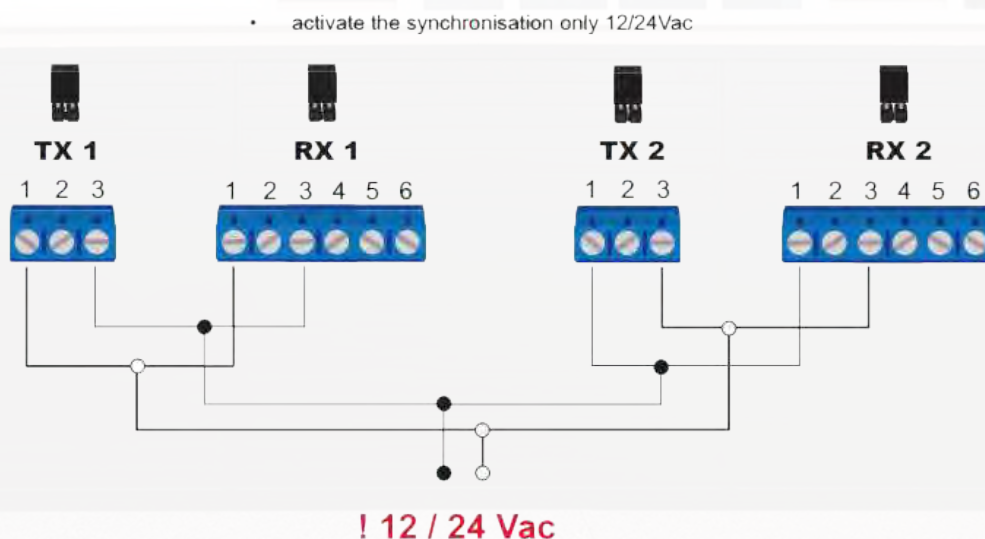 • activate the synchronisation only 12/24Vac
TX 1 RX 1 TX 2 RX 2
1 2 3 1 2 3 4 5 6 1 2 3 1 2 3 4 5 6
! 12 / 24 Vac